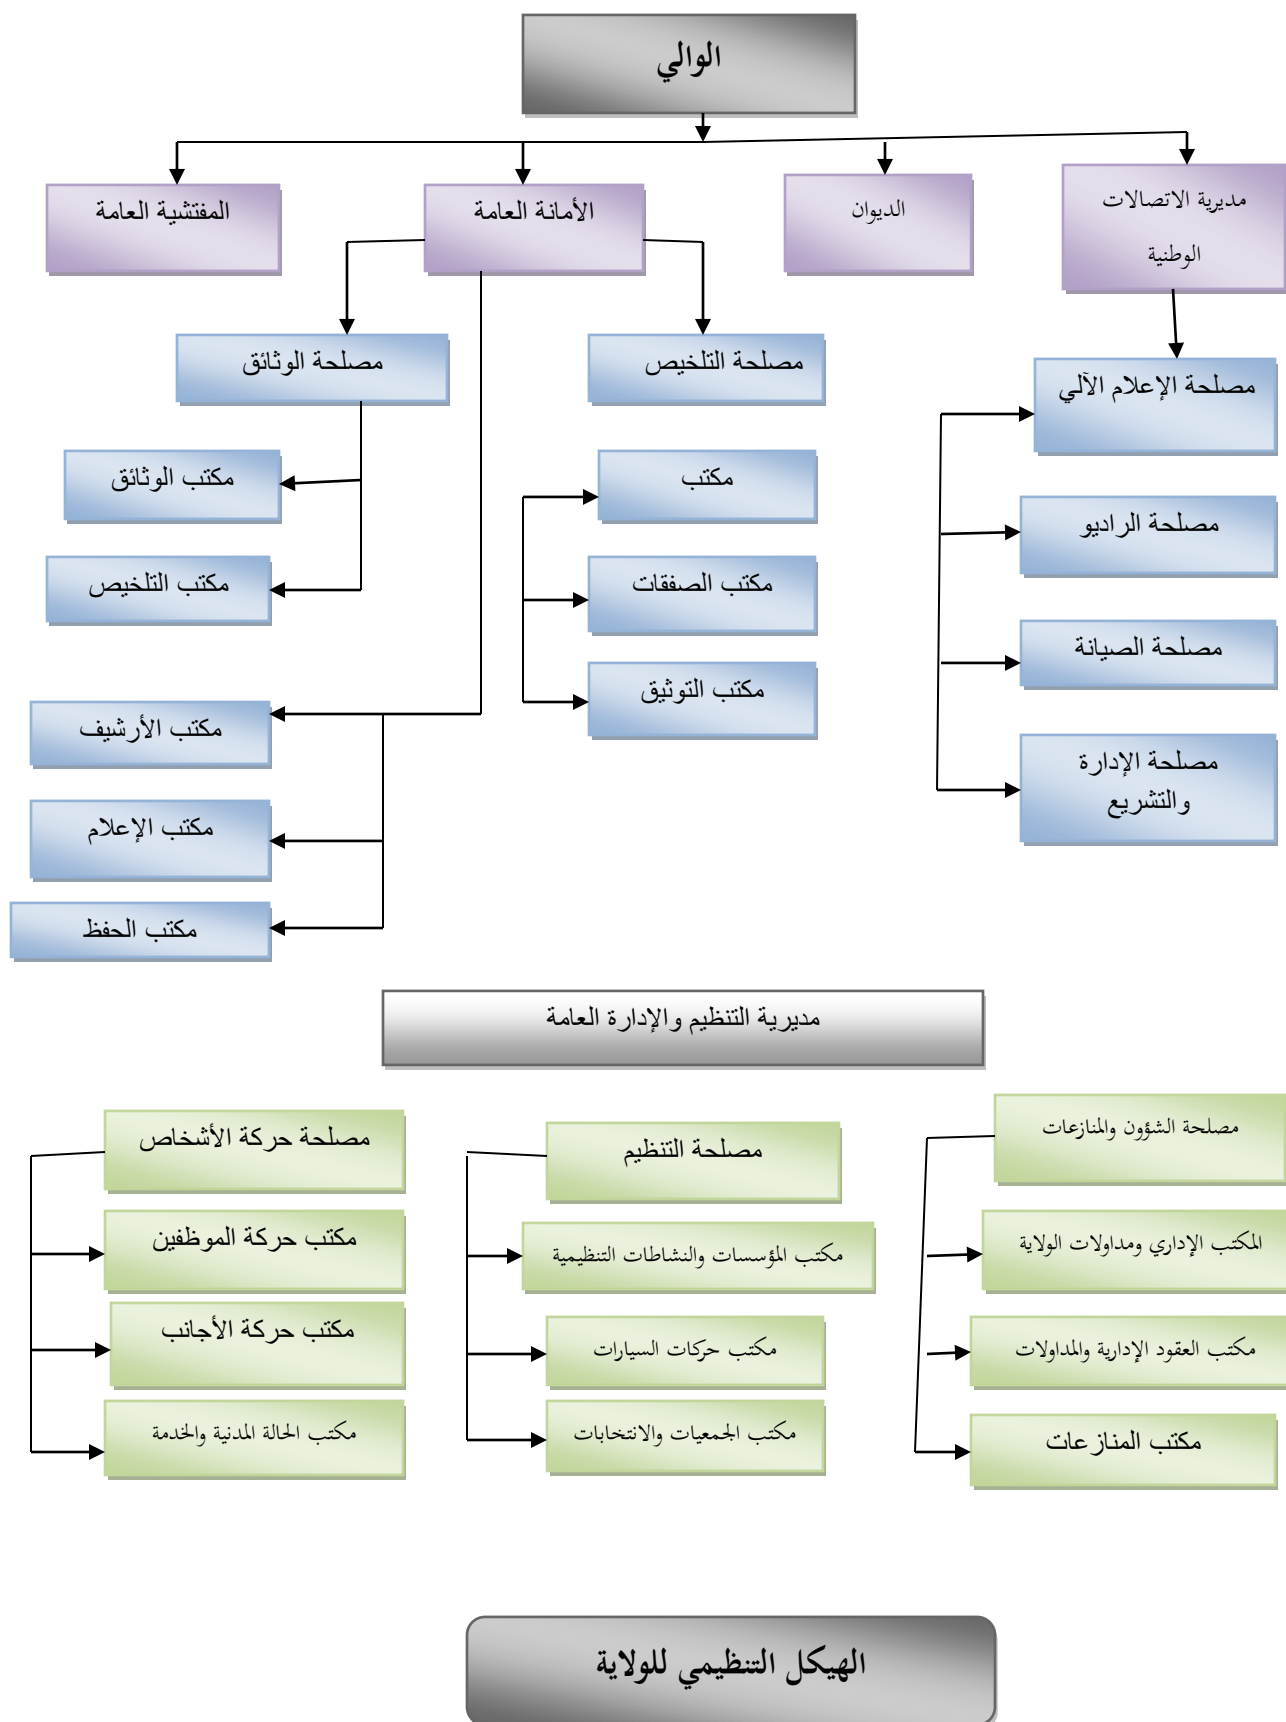 الوالي
مديرية الاتصالات
الوطنية
الديوان
الأمانة العامة
المفتشية العامة
مصلحة الإعلام الآلي
مصلحة التلخيص
مصلحة الوثائق
مكتب
مكتب الوثائق
مصلحة الراديو
مكتب الصفقات
مكتب التلخيص
مصلحة الصيانة
مكتب التوثيق
مكتب الأرشيف
مصلحة الإدارة
والتشريع
مكتب الإعلام
مكتب الحفظ
مديرية التنظيم والإدارة العامة
مصلحة الشؤون والمنازعات
مصلحة التنظيم
مصلحة حركة الأشخاص
المكتب الإداري ومداولات الولاية
مكتب المؤسسات والنشاطات التنظيمية
مكتب حركة الموظفين
مكتب العقود الإدارية والمداولات
مكتب حركات السيارات
مكتب حركة الأجانب
مكتب المنازعات
مكتب الجمعيات والانتخابات
مكتب الحالة المدنية والخدمة
الهيكل التنظيمي للولاية